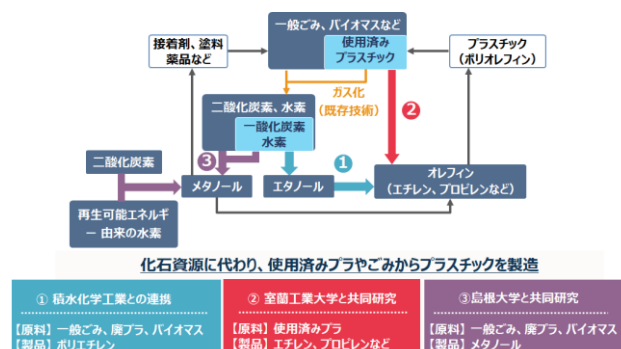 一般ごみ、バイオマスなど
使用済み
プラスチック
接着剤、塗料
薬品など
プラスチック
（ポリオレフィン）
ガス化
（既存技術）
❷
二酸化炭素、水素
一酸化炭素
水素
❸
❶
二酸化炭素
メタノール
エタノール
オレフィン
（エチレン、プロピレンなど）
再生可能エネルギ
ー 由来の水素
化石資源に代わり、使用済みプラやごみからプラスチックを製造
① 積水化学工業との連携
【原料】一般ごみ、廃プラ、バイオマス
【製品】ポリエチレン
② 室蘭工業大学と共同研究
【原料】使用済みプラ
【製品】エチレン、プロピレンなど
③島根大学と共同研究
【原料】一般ごみ、廃プラ、バイオマス
【製品】メタノール